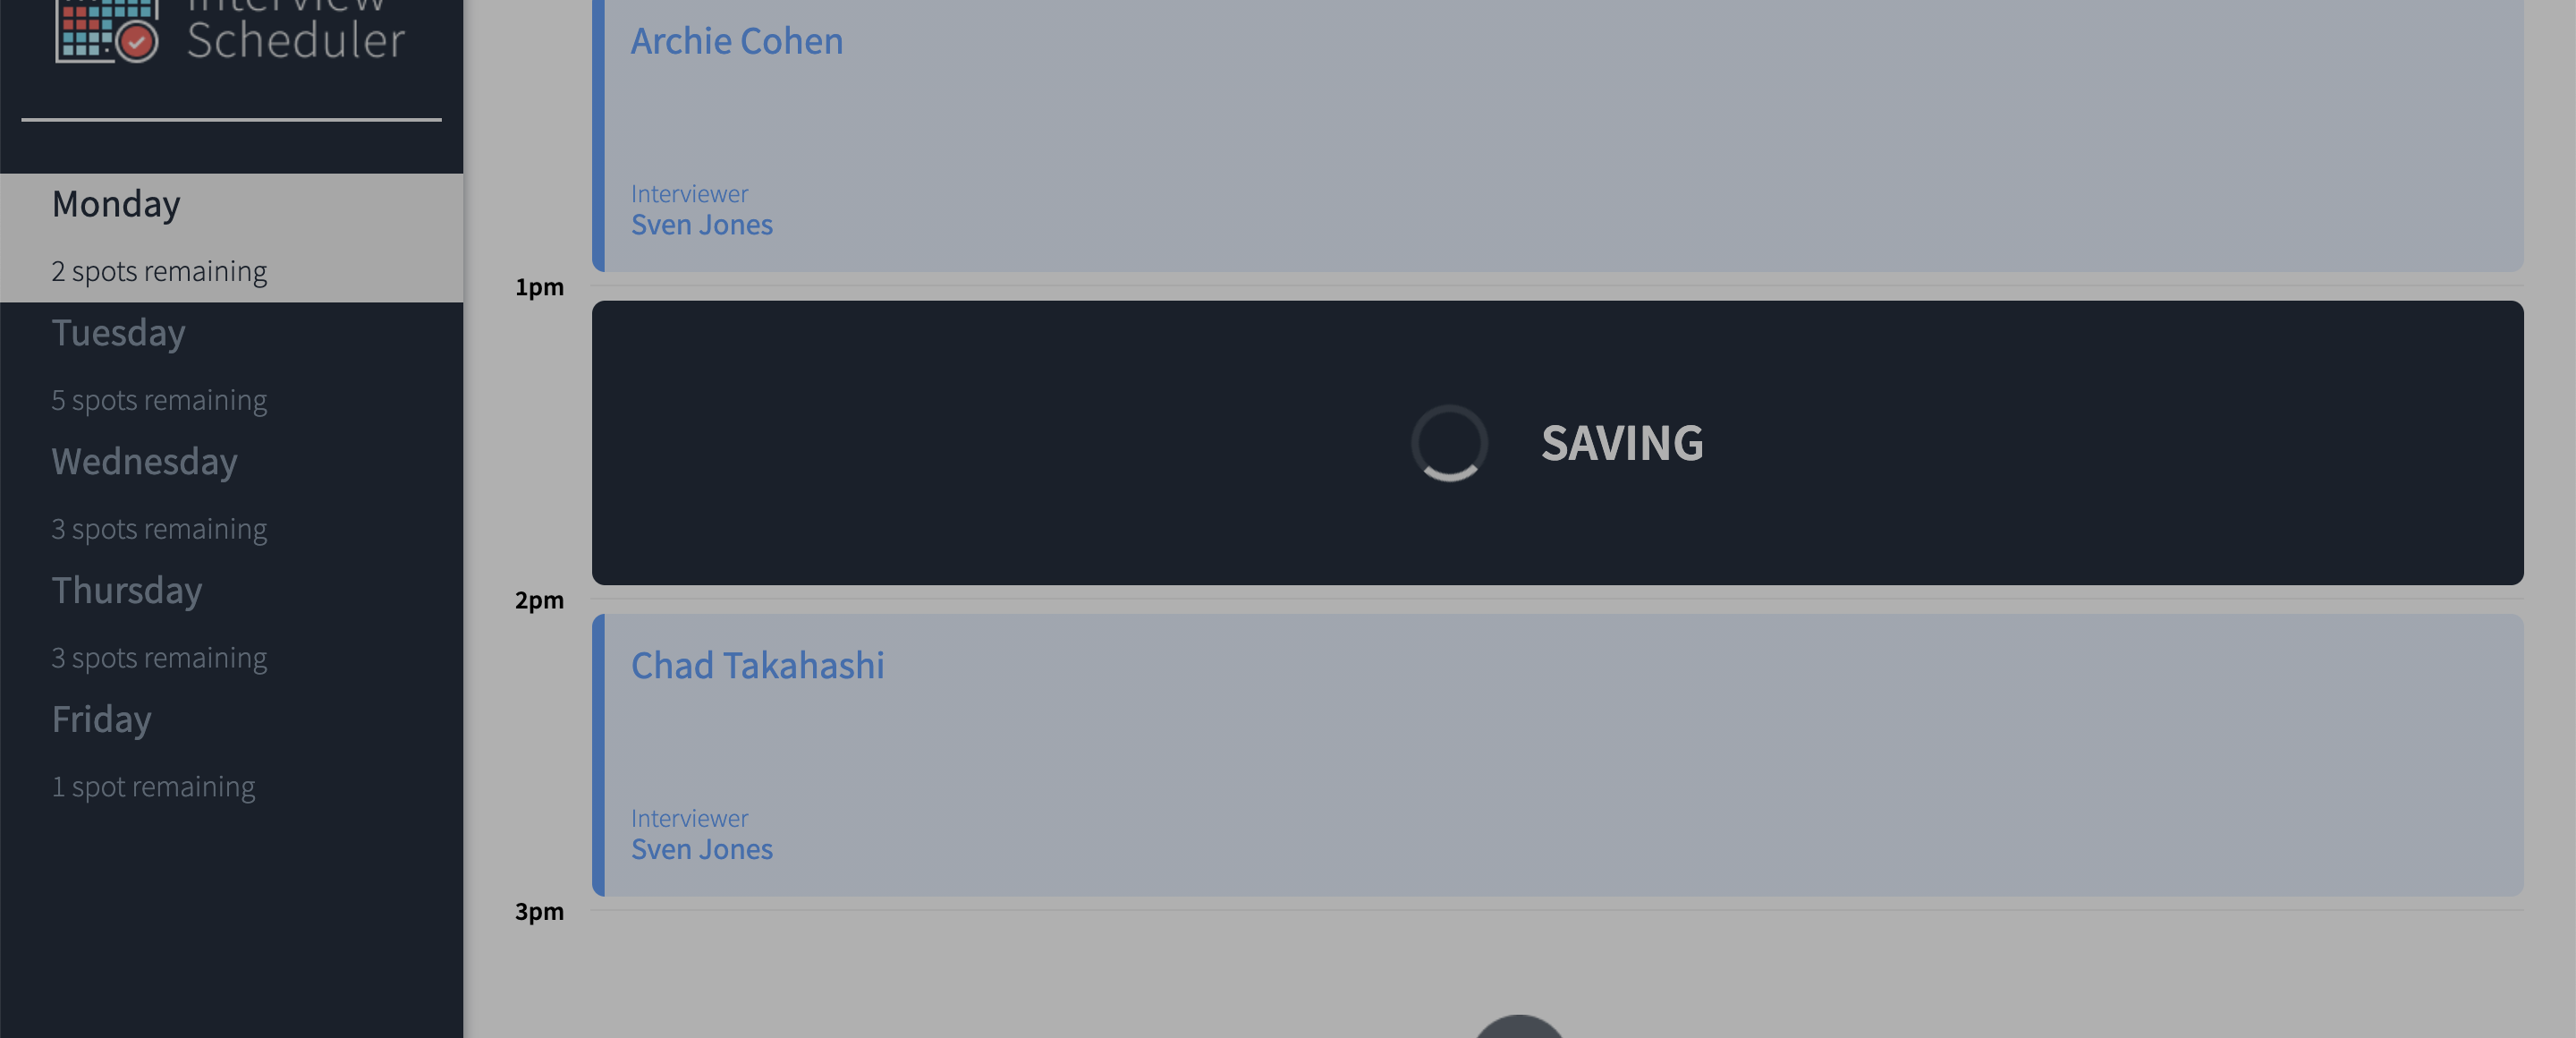 Interview
Scheduler
Monday
2 spots remaining
Tuesday
5 spots remaining
Wednesday
3 spots remaining
Thursday
3 spots remaining
Friday
1 spot remaining
Archie Cohen
Interviewer
Sven Jones
1pm
SAVING
2pm
Chad Takahashi
Interviewer
Sven Jones
3pm